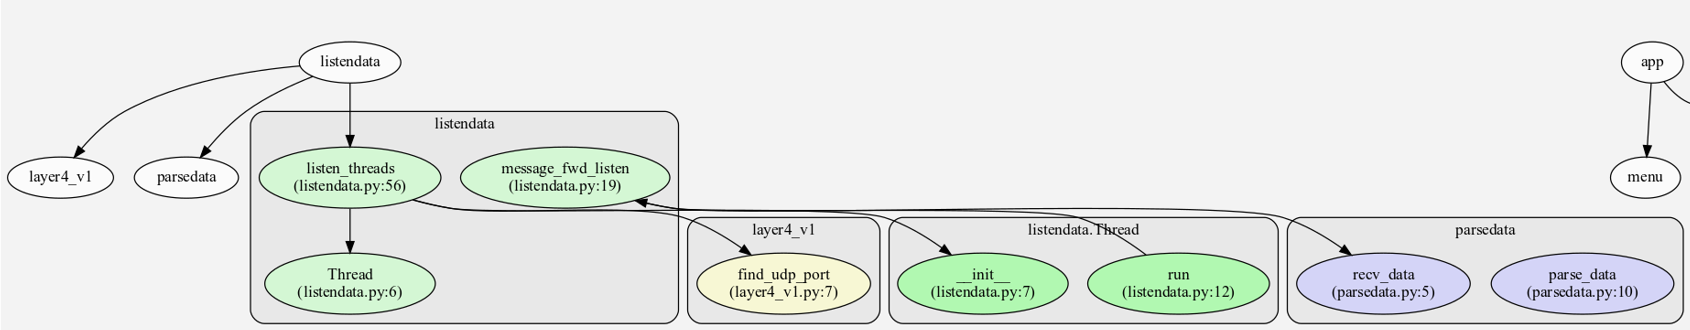 listendata
app
listendata
layer4_v1
parsedata
listen_threads
(listendata.py:56)
message_fwd_listen
(listendata.py:19)
menu
layer4_v1
listendata.Thread
parsedata
Thread
(listendata.py:6)
find_udp_port
(layer4_v1.py:7)
__init__
(listendata.py:7)
run
(listendata.py:12)
recv_data
(parsedata.py:5)
parse_data
(parsedata.py:10)